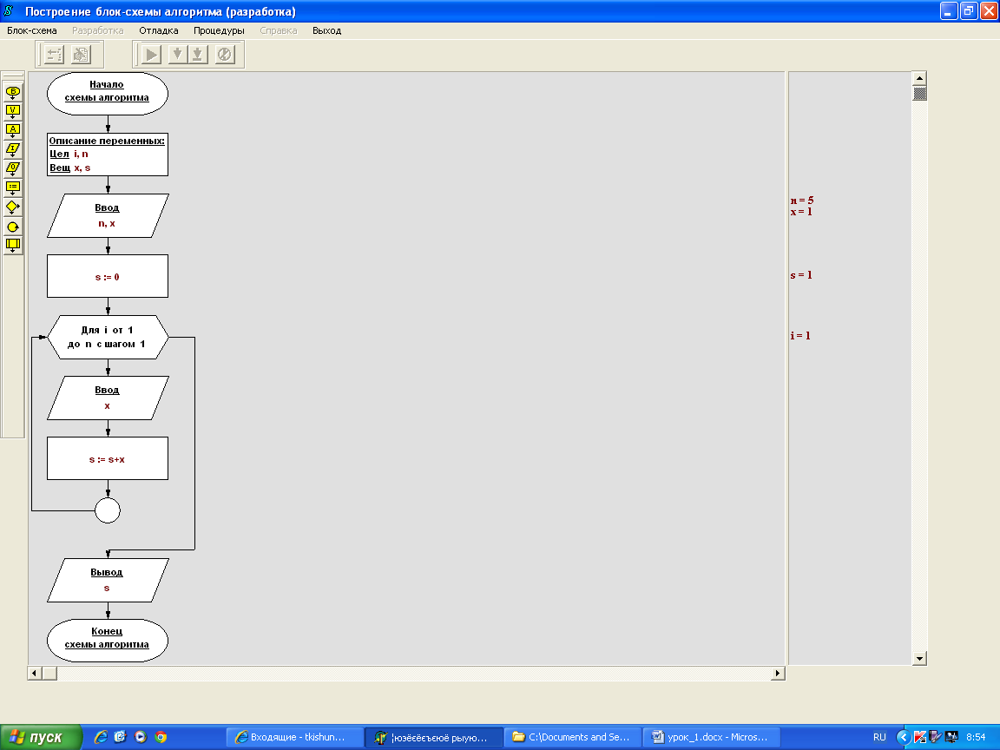 Построение блок-схемы алгоритма (разработка)
Блок-схема Разработка Отладка Процедуры Справка Выход
B
V
A
I
O
:=
Начало
схемы алгоритма
Описание переменных:
Цел i, n
Вещ x, s
Ввод
n, x
s := 0
Для i от 1
до n с шагом 1
Ввод
x
s := s+x
Вывод
s
Конец
схемы алгоритма
n = 5
x = 1
s = 1
i = 1
пуск
Входящие - tkishun...
¦юэёєёєъєюё рыую...
C:\Documents and Se...
урок_1.docx - Micros...
RU
8:54